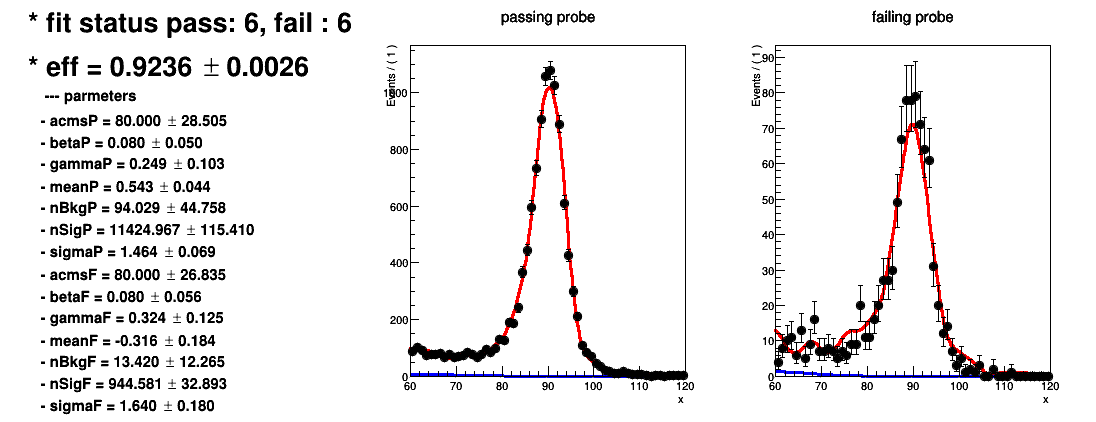 * fit status pass: 6, fail : 6
* eff = 0.9236 ± 0.0026
--- parmeters
- acmsP = 80.000 ± 28.505
- betaP = 0.080 ± 0.050
- gammaP = 0.249 ± 0.103
- meanP = 0.543 ± 0.044
- nBkgP = 94.029 ± 44.758
- nSigP = 11424.967 ± 115.410
- sigmaP = 1.464 ± 0.069
- acmsF = 80.000 ± 26.835
- betaF = 0.080 ± 0.056
- gammaF = 0.324 ± 0.125
- meanF = -0.316 ± 0.184
- nBkgF = 13.420 ± 12.265
- nSigF = 944.581 ± 32.893
- sigmaF = 1.640 ± 0.180
passing probe
Events / ( 1 )
1000
800
600
400
200
0
60 70 80 90 100 110 120
x
failing probe
Events / ( 1 )
90
80
70
60
50
40
30
20
10
0
60 70 80 90 100 110 120
x